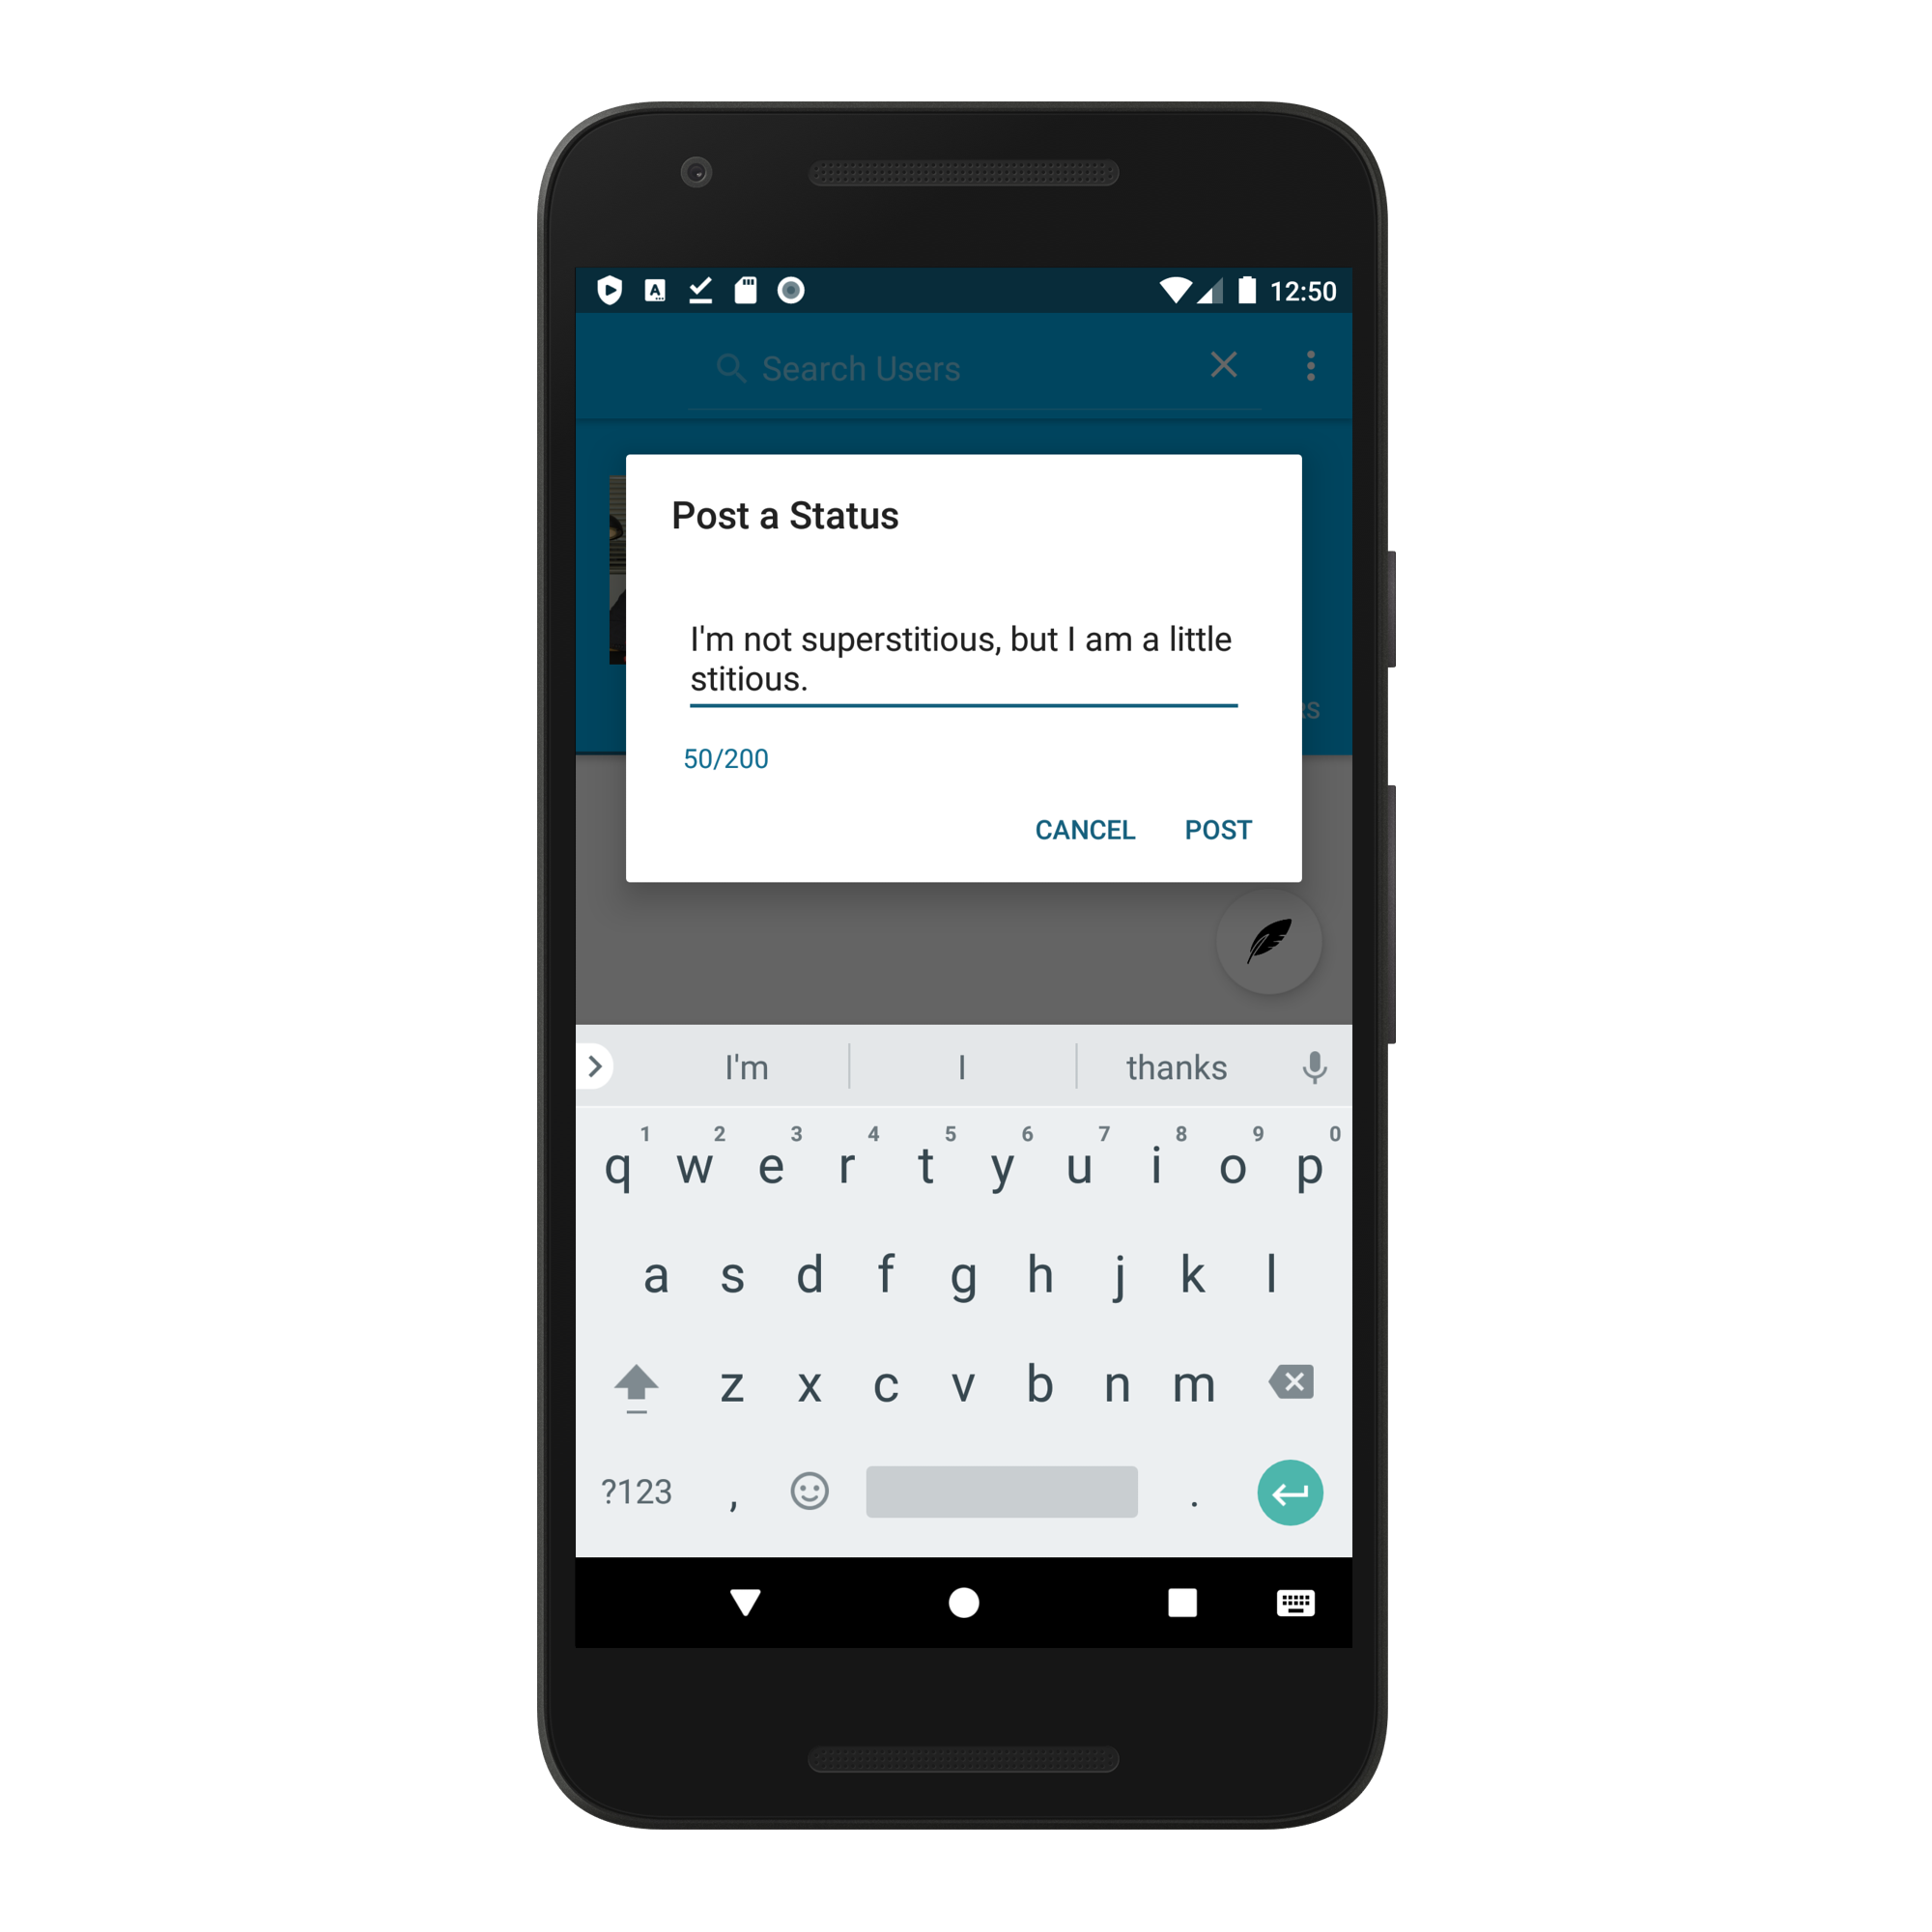 12:50
Search Users
Post a Status
I'm not superstitious, but I am a little
stitious.
50/200
RS
CANCEL POST
I'm I thanks
1 2 3 4 5 6 7 8 9 0
q w e r t y u i o p
a s d f g h j k l
z x c v b n m
?123 , .